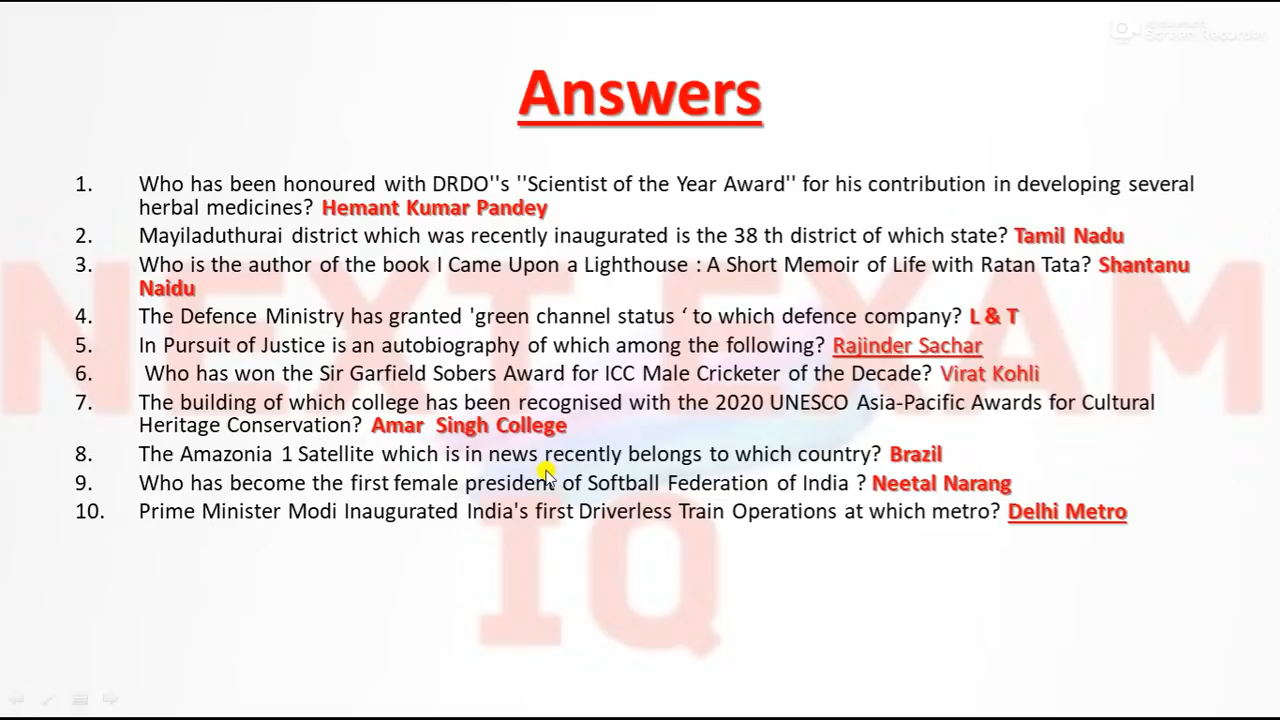 Screen Recorder
Answers
1. Who has been honoured with DRDO''s ''Scientist of the Year Award'' for his contribution in developing several
herbal medicines? Hemant Kumar Pandey
2. Mayiladuthurai district which was recently inaugurated is the 38 th district of which state? Tamil Nadu
3. Who is the author of the book I Came Upon a Lighthouse : A Short Memoir of Life with Ratan Tata? Shantanu
Naidu
4. The Defence Ministry has granted 'green channel status ‘ to which defence company? L & T
5. In Pursuit of Justice is an autobiography of which among the following? Rajinder Sachar
6. Who has won the Sir Garfield Sobers Award for ICC Male Cricketer of the Decade? Virat Kohli
7. The building of which college has been recognised with the 2020 UNESCO Asia-Pacific Awards for Cultural
Heritage Conservation? Amar Singh College
8. The Amazonia 1 Satellite which is in news recently belongs to which country? Brazil
9. Who has become the first female president of Softball Federation of India ? Neetal Narang
10. Prime Minister Modi Inaugurated India's first Driverless Train Operations at which metro? Delhi Metro
NEXT EXAM
IQ